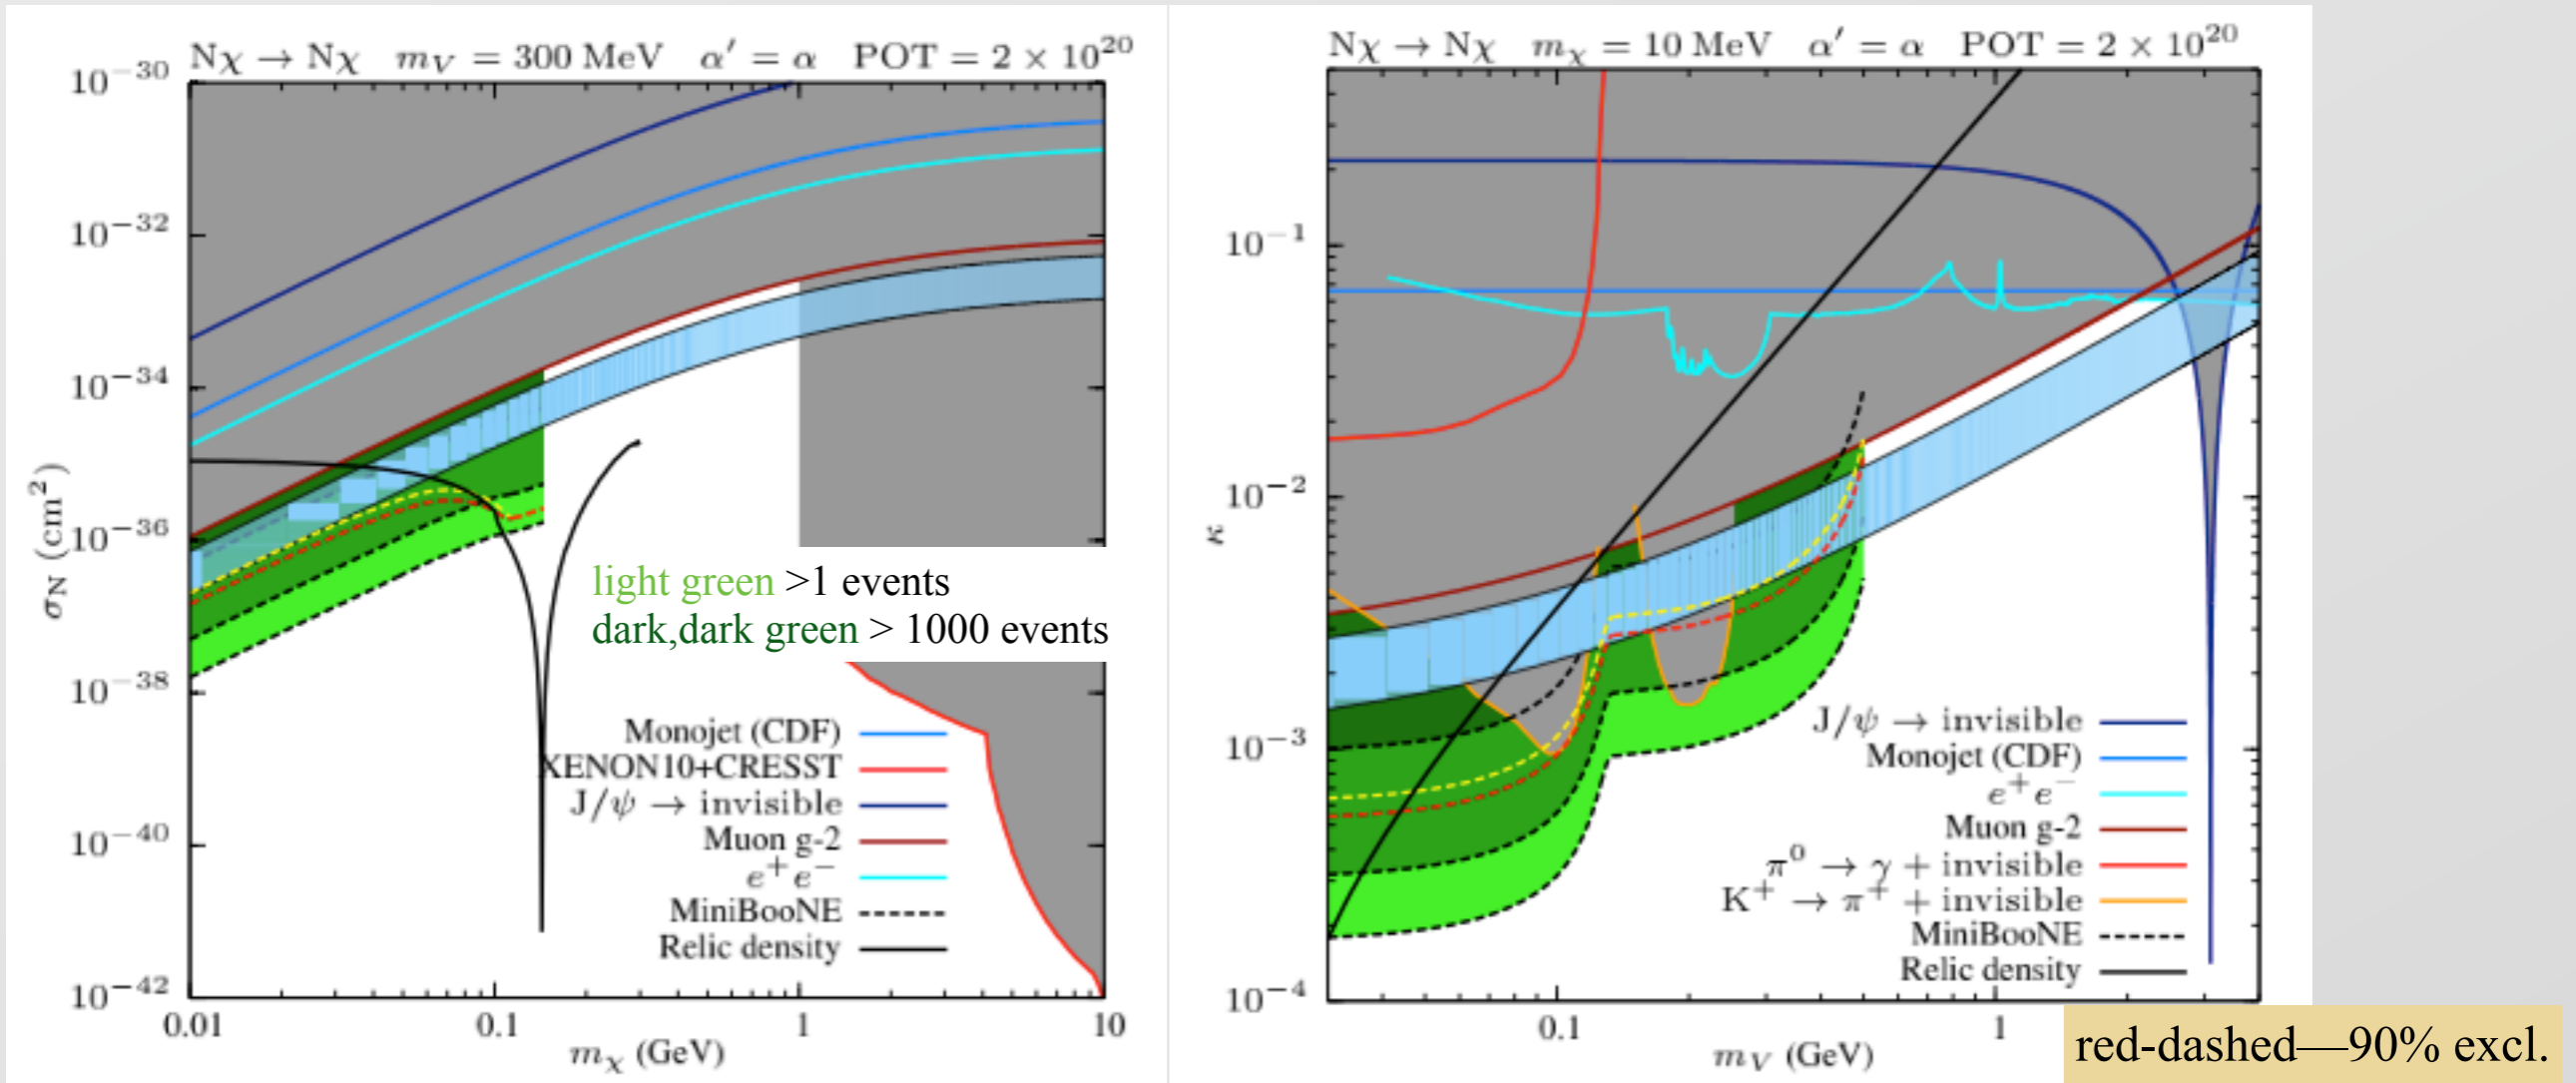 Nχ → Nχ   m_V = 300 MeV   α′ = α   POT = 2 × 10^20
10^−30
10^−32
10^−34
10^−36
10^−38
10^−40
10^−42
σ_N (cm^2)
light green >1 events
dark,dark green > 1000 events
Monojet (CDF)
XENON10+CRESST
J/ψ → invisible
Muon g-2
e^+ e^−
MiniBooNE
Relic density
0.01 0.1 1 10
m_χ (GeV)
Nχ → Nχ   m_χ = 10 MeV   α′ = α   POT = 2 × 10^20
10^−1
10^−2
10^−3
10^−4
κ
J/ψ → invisible
Monojet (CDF)
e^+ e^−
Muon g-2
π^0 → γ + invisible
K^+ → π^+ + invisible
MiniBooNE
Relic density
0.1 1
m_V (GeV)
red-dashed—90% excl.